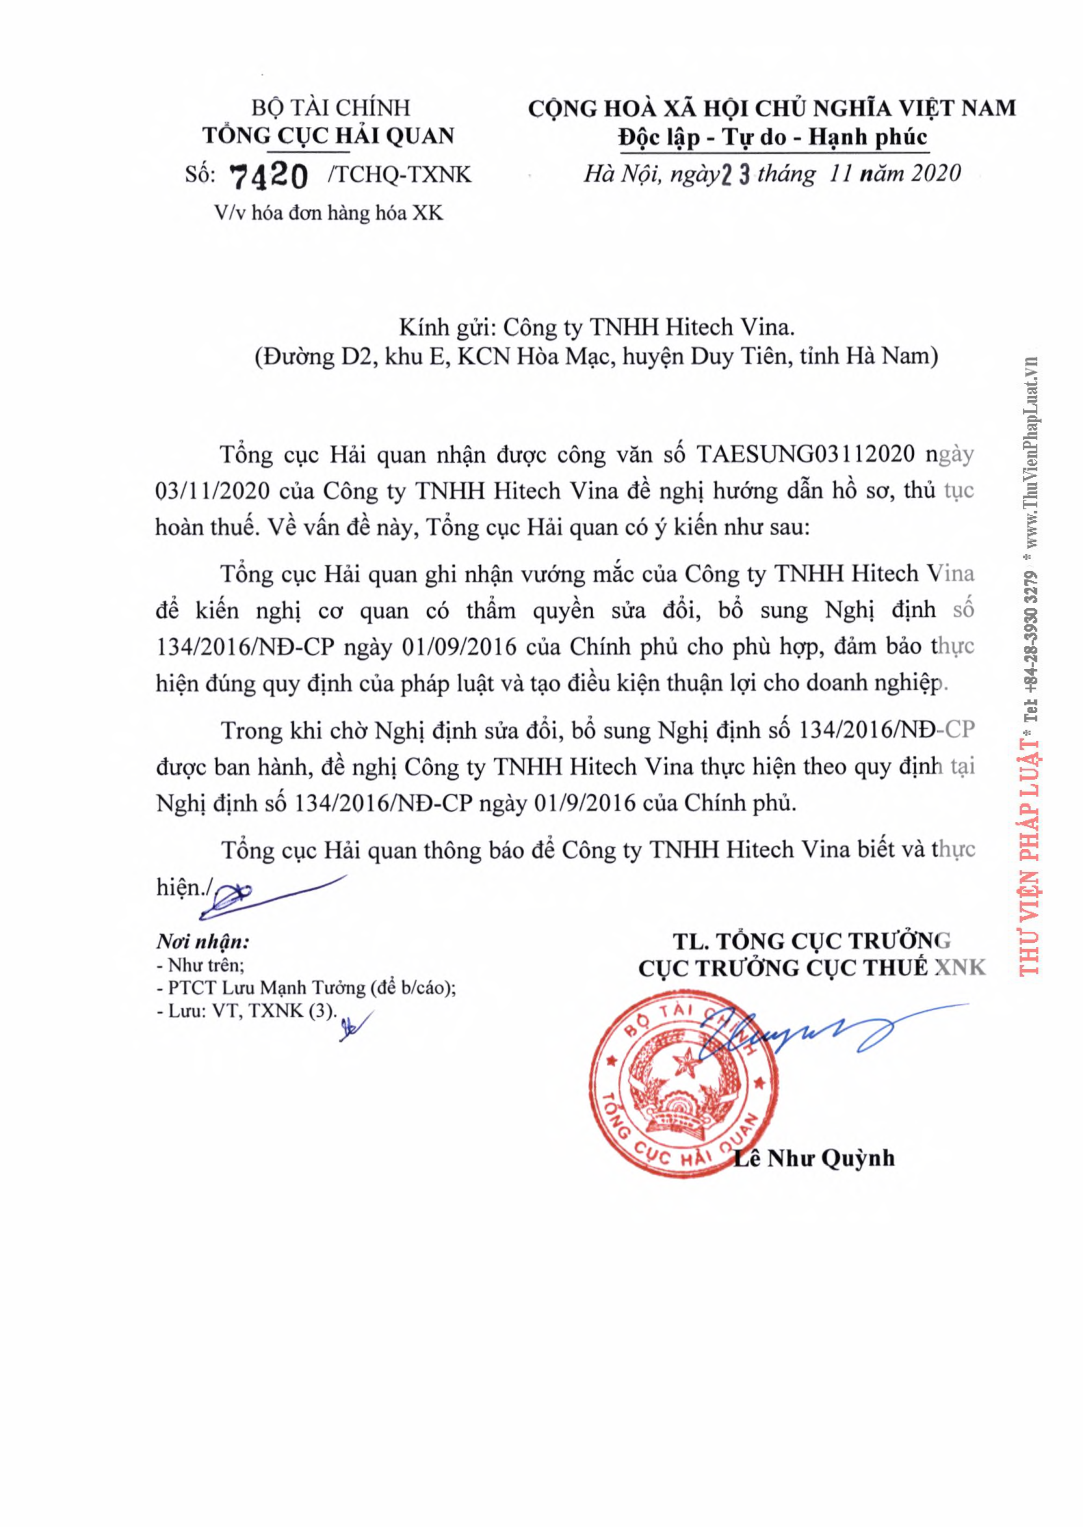 BỘ TÀI CHÍNH
TỔNG CỤC HẢI QUAN
Số: 7420 /TCHQ-TXNK
V/v hóa đơn hàng hóa XK
CỘNG HOÀ XÃ HỘI CHỦ NGHĨA VIỆT NAM
Độc lập - Tự do - Hạnh phúc
Hà Nội, ngày 23 tháng 11 năm 2020
Kính gửi: Công ty TNHH Hitech Vina.
(Đường D2, khu E, KCN Hòa Mạc, huyện Duy Tiên, tỉnh Hà Nam)
Tổng cục Hải quan nhận được công văn số TAESUNG03112020 ngày
03/11/2020 của Công ty TNHH Hitech Vina đề nghị hướng dẫn hồ sơ, thủ tục
hoàn thuế. Về vấn đề này, Tổng cục Hải quan có ý kiến như sau:
Tổng cục Hải quan ghi nhận vướng mắc của Công ty TNHH Hitech Vina
để kiến nghị cơ quan có thẩm quyền sửa đổi, bổ sung Nghị định số
134/2016/NĐ-CP ngày 01/09/2016 của Chính phủ cho phù hợp, đảm bảo thực
hiện đúng quy định của pháp luật và tạo điều kiện thuận lợi cho doanh nghiệp.
Trong khi chờ Nghị định sửa đổi, bổ sung Nghị định số 134/2016/NĐ-CP
được ban hành, đề nghị Công ty TNHH Hitech Vina thực hiện theo quy định tại
Nghị định số 134/2016/NĐ-CP ngày 01/9/2016 của Chính phủ.
Tổng cục Hải quan thông báo để Công ty TNHH Hitech Vina biết và thực
hiện./
Nơi nhận:
- Như trên;
- PTCT Lưu Mạnh Tưởng (để b/cáo);
- Lưu: VT, TXNK (3).
TL. TỔNG CỤC TRƯỞNG
CỤC TRƯỞNG CỤC THUẾ XNK
BỘ TÀI CHÍNH
TỔNG CỤC HẢI QUAN
Lê Như Quỳnh
THƯ VIỆN PHÁP LUẬT * Tel: +84-28-3930 3279 * www.ThuVienPhapLuat.vn